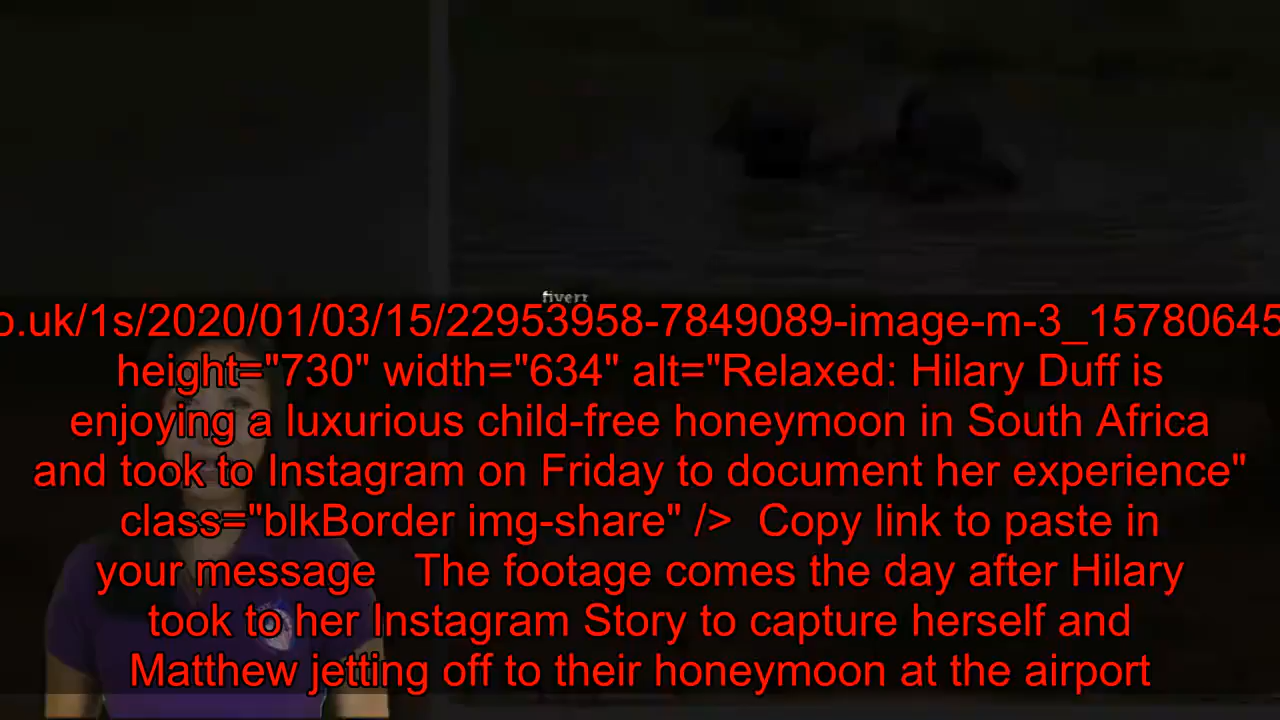 fiverr
o.uk/1s/2020/01/03/15/22953958-7849089-image-m-3_15780645
height="730" width="634" alt="Relaxed: Hilary Duff is
enjoying a luxurious child-free honeymoon in South Africa
and took to Instagram on Friday to document her experience"
class="blkBorder img-share" /> Copy link to paste in
your message The footage comes the day after Hilary
took to her Instagram Story to capture herself and
Matthew jetting off to their honeymoon at the airport